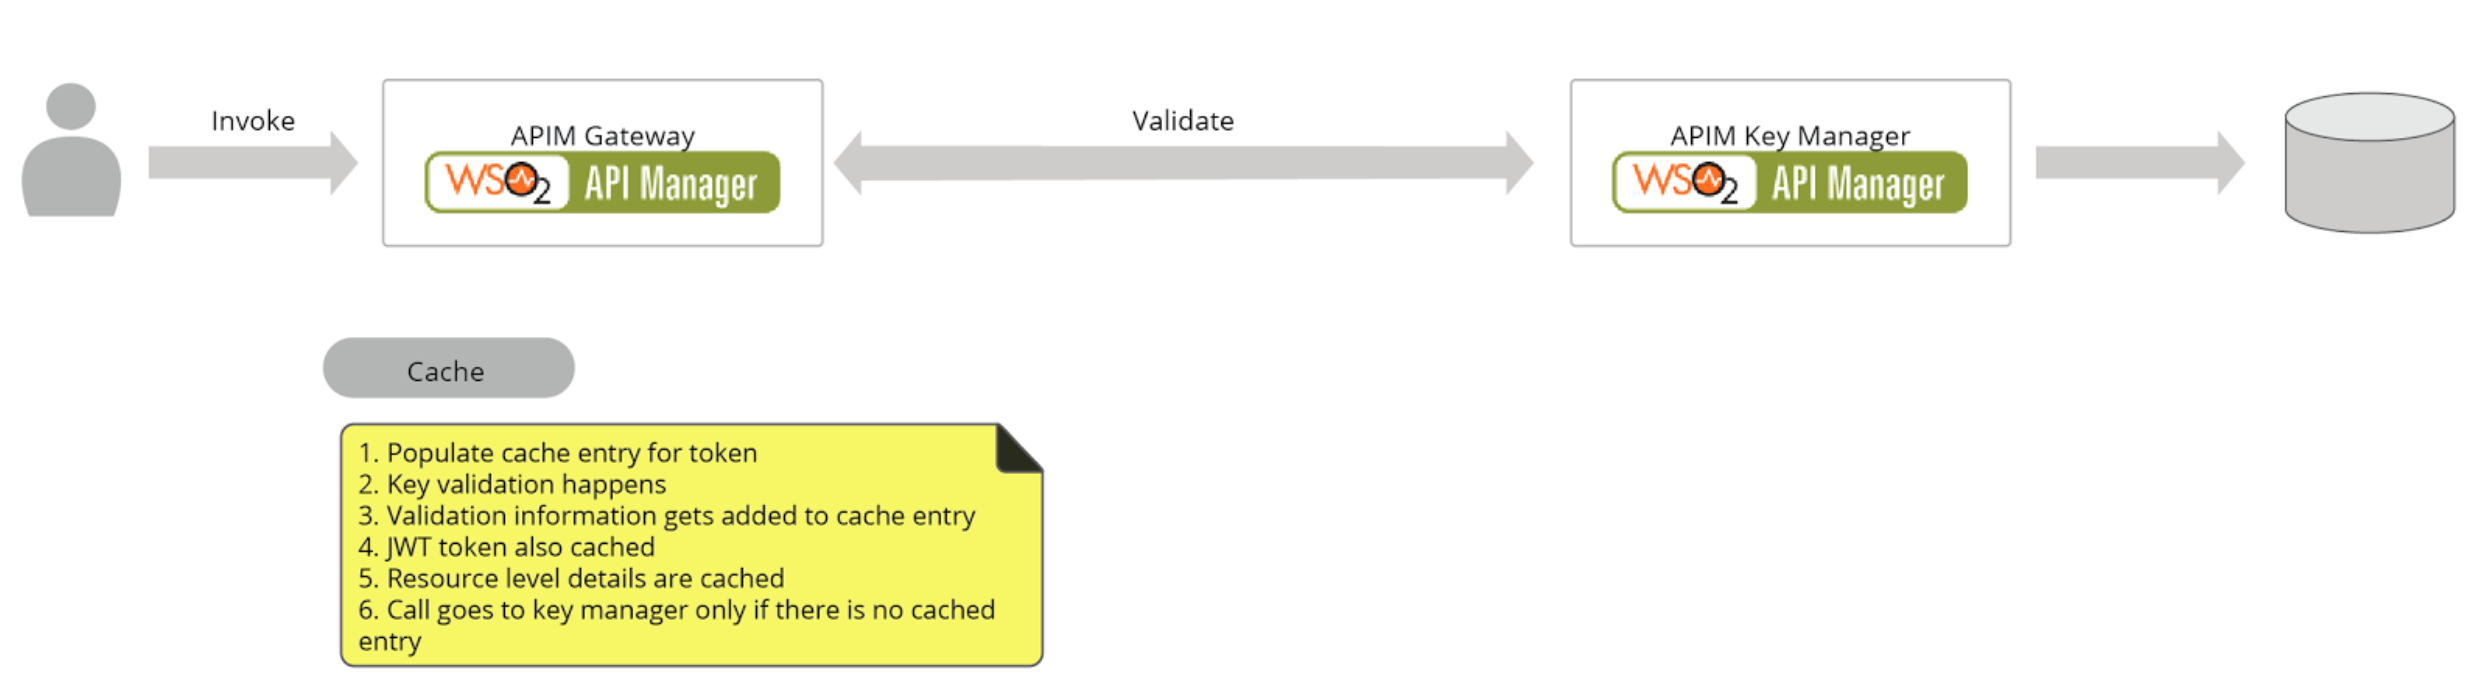 Invoke
APIM Gateway
WSO2 API Manager
Validate
APIM Key Manager
WSO2 API Manager
Cache
1. Populate cache entry for token
2. Key validation happens
3. Validation information gets added to cache entry
4. JWT token also cached
5. Resource level details are cached
6. Call goes to key manager only if there is no cached
entry